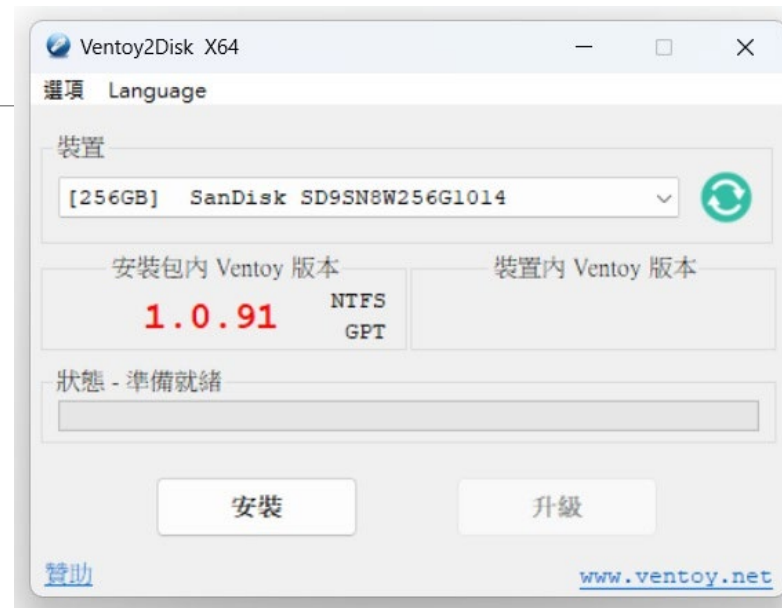 Ventoy2Disk X64
選項 Language
裝置
[256GB] SanDisk SD9SN8W256G1014
安裝包內 Ventoy 版本
1.0.91
NTFS
GPT
裝置內 Ventoy 版本
狀態 - 準備就緒
安裝
升級
贊助
www.ventoy.net